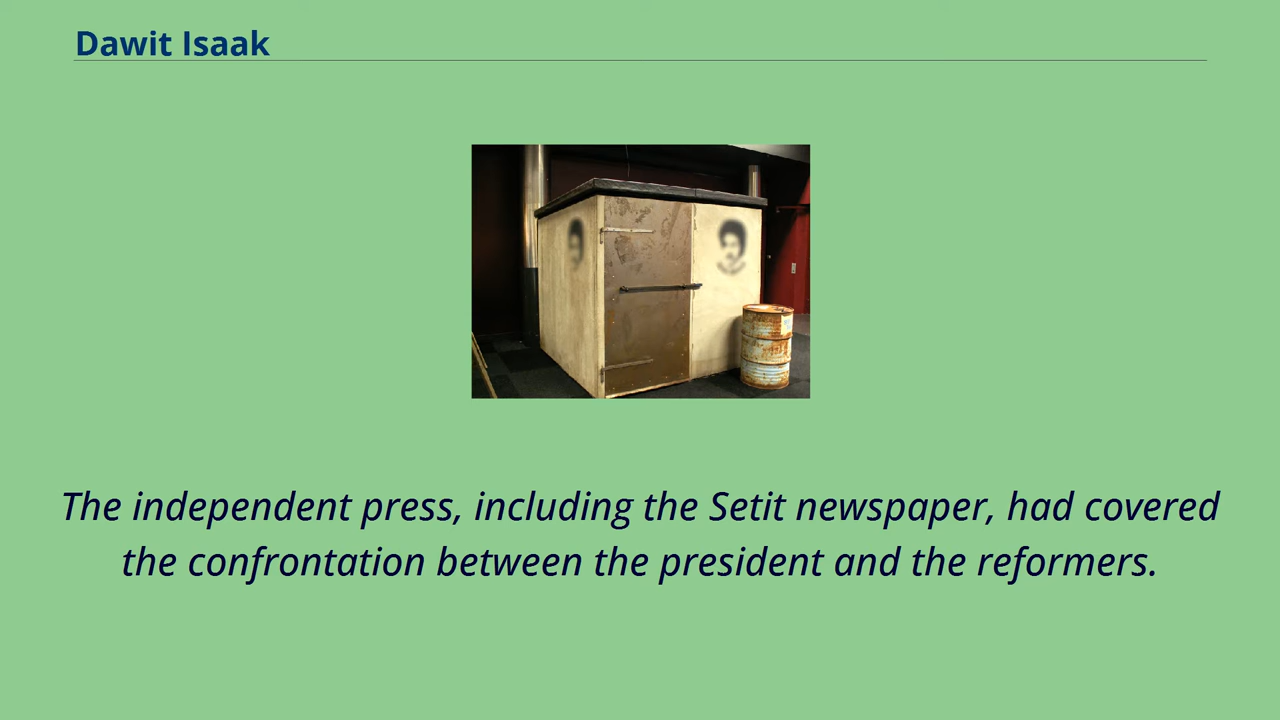 Dawit Isaak
The independent press, including the Setit newspaper, had covered
the confrontation between the president and the reformers.